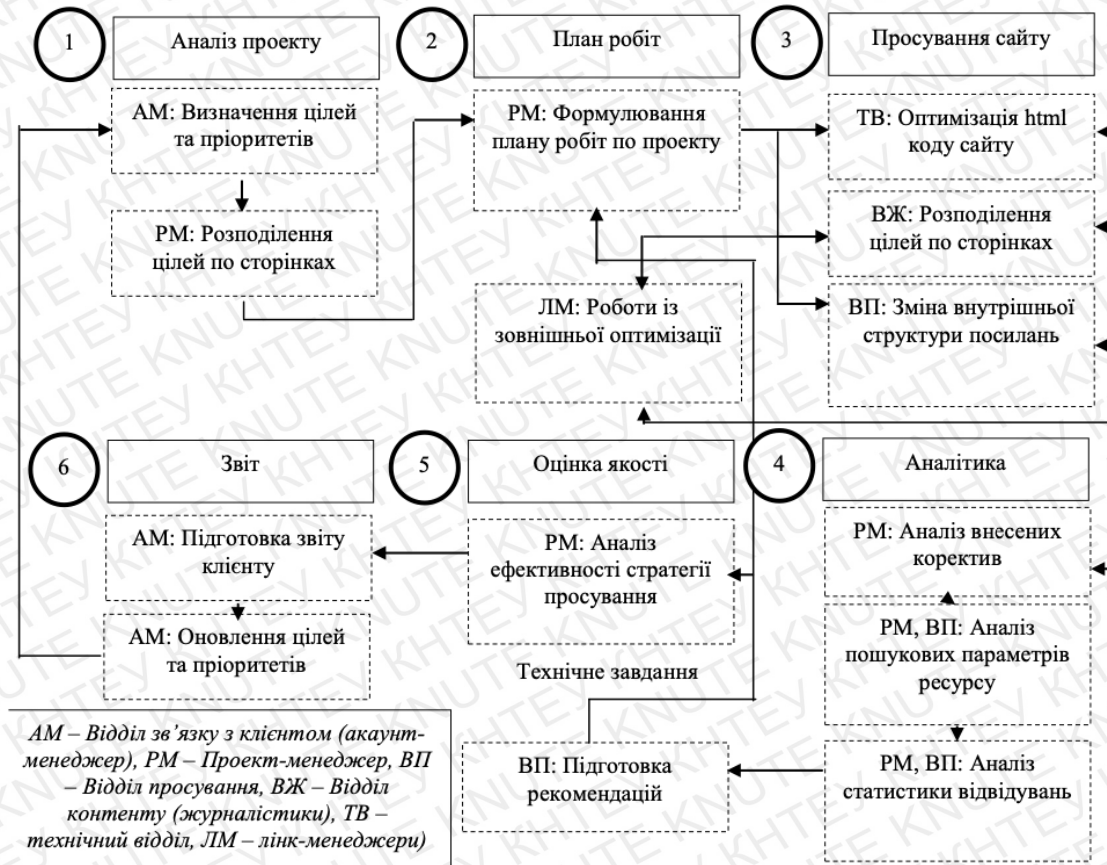 1
Аналіз проекту
АМ: Визначення цілей
та пріоритетів
РМ: Розподілення
цілей по сторінках
2
План робіт
РМ: Формулювання
плану робіт по проекту
ЛМ: Роботи із
зовнішньої оптимізації
3
Просування сайту
ТВ: Оптимізація html
коду сайту
ВЖ: Розподілення
цілей по сторінках
ВП: Зміна внутрішньої
структури посилань
6
Звіт
АМ: Підготовка звіту
клієнту
АМ: Оновлення цілей
та пріоритетів
5
Оцінка якості
РМ: Аналіз
ефективності стратегії
просування
Технічне завдання
ВП: Підготовка
рекомендацій
4
Аналітика
РМ: Аналіз внесених
коректив
РМ, ВП: Аналіз
пошукових параметрів
ресурсу
РМ, ВП: Аналіз
статистики відвідувань
АМ – Відділ зв’язку з клієнтом (акаунт-
менеджер), РМ – Проект-менеджер, ВП
– Відділ просування, ВЖ – Відділ
контенту (журналістики), ТВ –
технічний відділ, ЛМ – лінк-менеджери)
КНТЕУ KNUTE